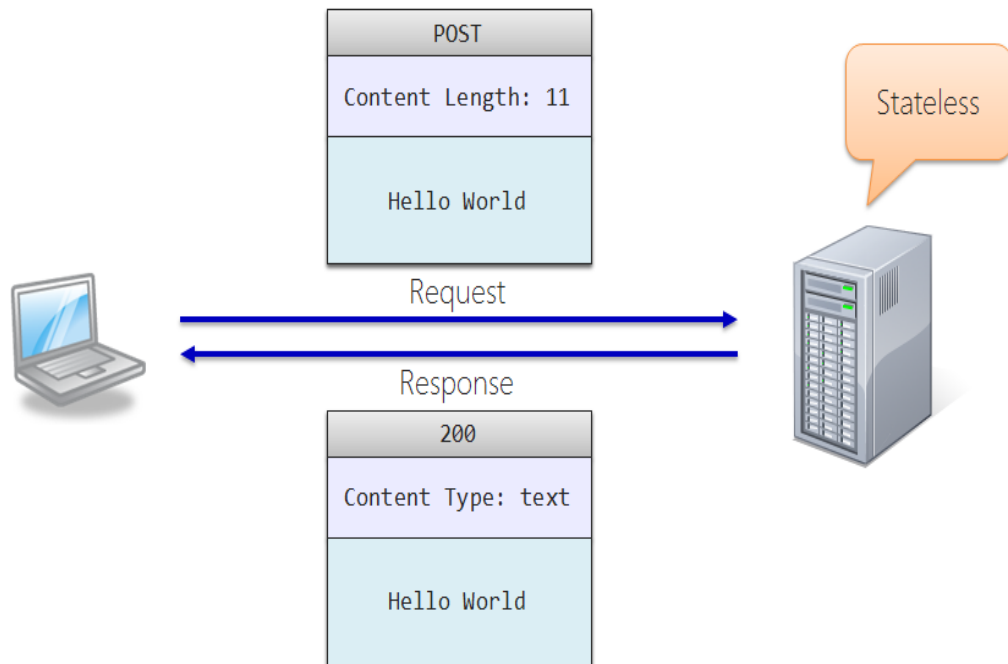 POST
Content Length: 11
Stateless
Hello World
Request
Response
200
Content Type: text
Hello World